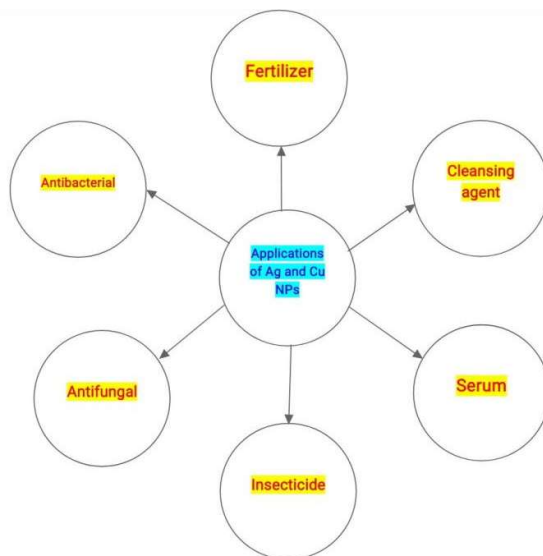 Fertilizer
Antibacterial
Cleansing
agent
Applications
of Ag and Cu
NPs
Antifungal
Serum
Insecticide